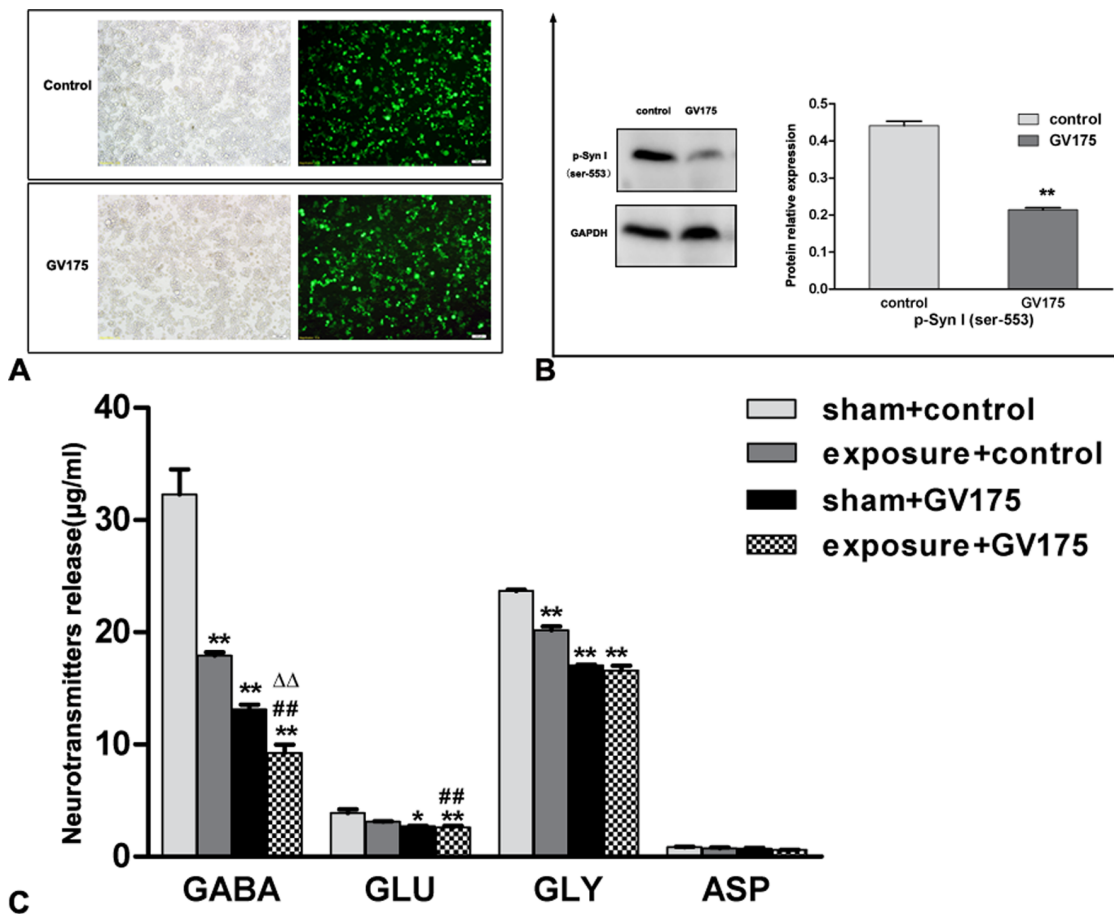 Control
GV175
A
control GV175
p-Syn I
(ser-553)
GAPDH
Protein relative expression
0.5
0.4
0.3
0.2
0.1
0.0
control
GV175
**
control GV175
p-Syn I (ser-553)
B
Neurotransmitters release(μg/ml)
40
30
20
10
0
sham+control
exposure+control
sham+GV175
exposure+GV175
**
**
ΔΔ
##
**
*
##
**
**
**
**
GABA GLU GLY ASP
C